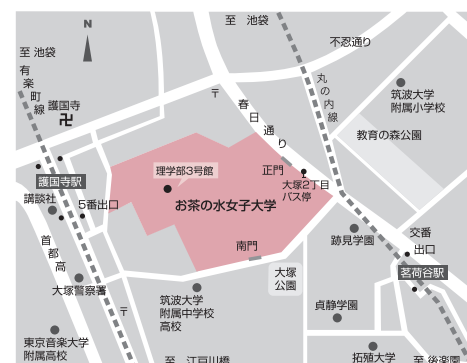 至 池袋
N
至 池袋
不忍通り
有楽町線
護国寺
卍
〒
春日通り
丸の内線
筑波大学
附属小学校
教育の森公園
理学部3号館
正門
大塚2丁目
バス停
護国寺駅
講談社
5番出口
お茶の水女子大学
首都高
南門
大塚
公園
跡見学園
交番
出口
茗荷谷駅
大塚警察署
〒
筑波大学
附属中学校
高校
貞静学園
東京音楽大学
附属高校
至 江戸川橋
拓殖大学
至 後楽園